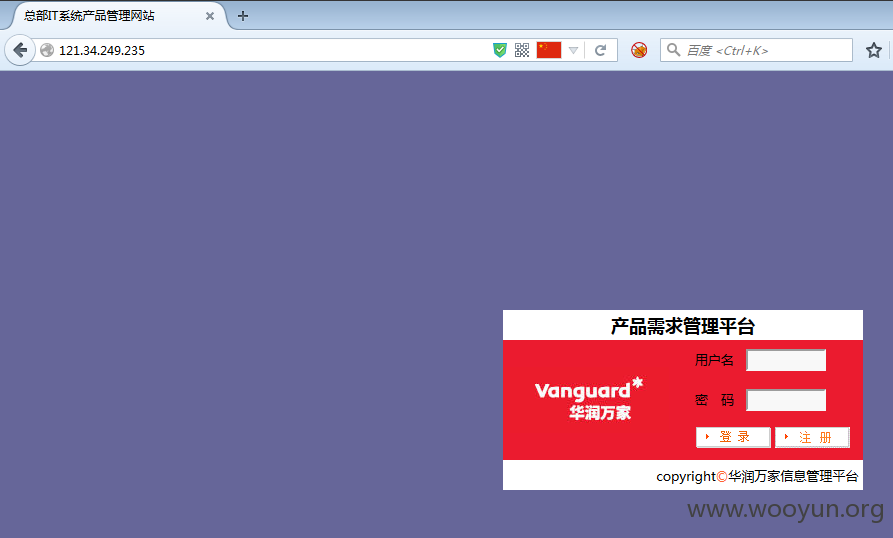 总部IT系统产品管理网站
121.34.249.235
百度 <Ctrl+K>
产品需求管理平台
用户名
Vanguard
华润万家
密 码
登 录
注 册
copyright©华润万家信息管理平台
www.wooyun.org